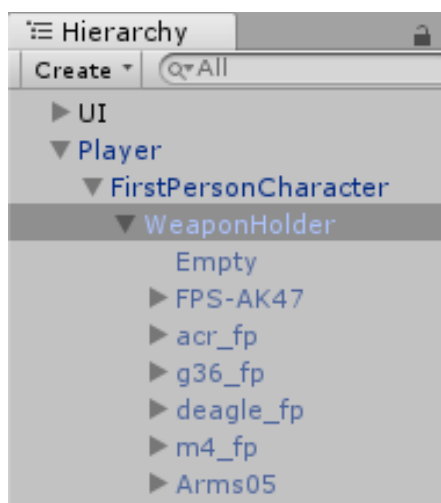 Hierarchy
Create All
UI
Player
FirstPersonCharacter
WeaponHolder
Empty
FPS-AK47
acr_fp
g36_fp
deagle_fp
m4_fp
Arms05